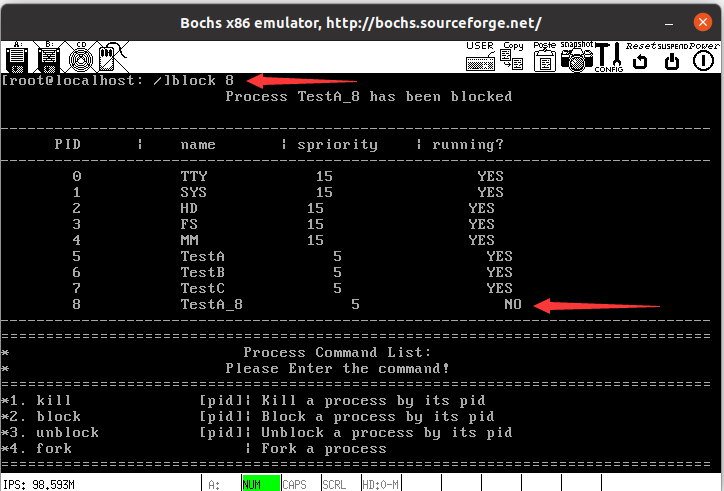 Bochs x86 emulator, http://bochs.sourceforge.net/
A: B: CD USER Copy Paste snapshot CONFIG Reset SUSPEND Power
[root@localhost: /]block 8
Process TestA_8 has been blocked
------------------------------------------------------------------------------
PID | name | spriority | running?
------------------------------------------------------------------------------
0 TTY 15 YES
1 SYS 15 YES
2 HD 15 YES
3 FS 15 YES
4 MM 15 YES
5 TestA 5 YES
6 TestB 5 YES
7 TestC 5 YES
8 TestA_8 5 NO
------------------------------------------------------------------------------
==============================================================================
* Process Command List:
* Please Enter the command!
==============================================================================
*1. kill [pid]| Kill a process by its pid
*2. block [pid]| Block a process by its pid
*3. unblock [pid]| Unblock a process by its pid
*4. fork | Fork a process
==============================================================================
IPS: 98.593M A: NUM CAPS SCRL HD:0-M